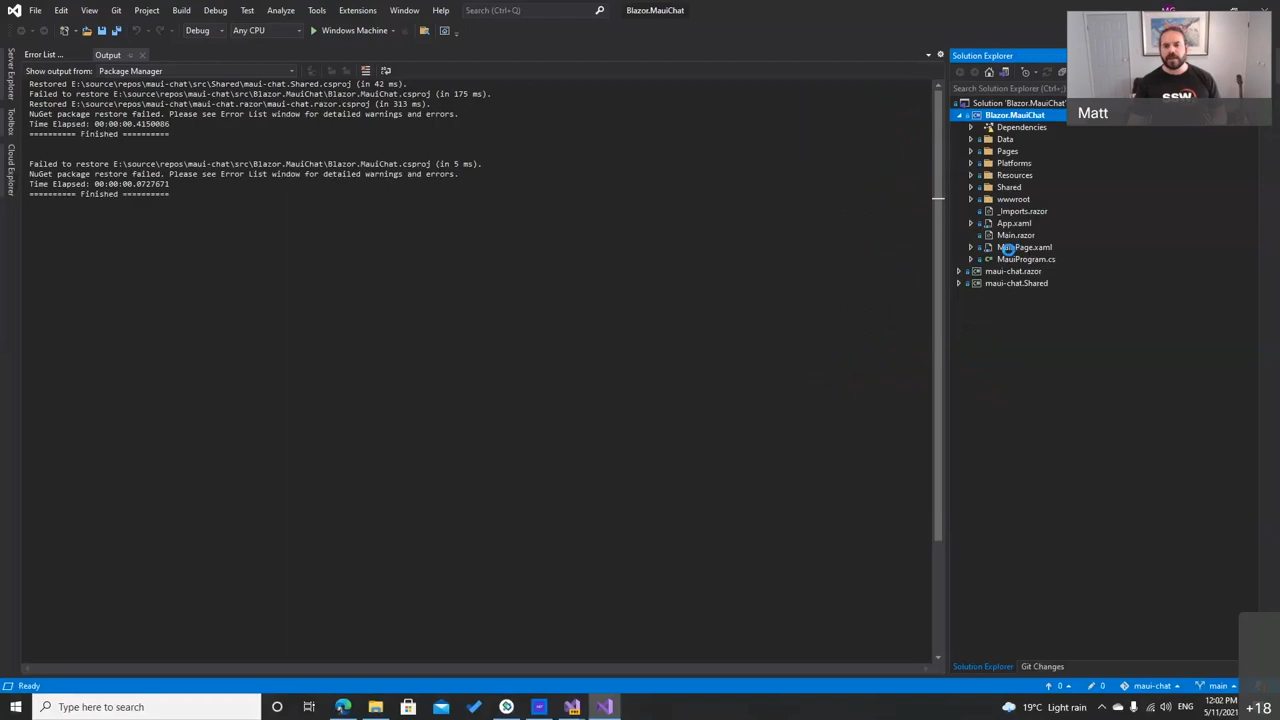 File Edit View Git Project Build Debug Test Analyze Tools Extensions Window Help Search (Ctrl+Q) Blazor.MauiChat
Debug Any CPU Windows Machine
Server Explorer
Toolbox
Cloud Explorer
Error List ... Output
Show output from: Package Manager
Restored E:\source\repos\maui-chat\src\Shared\maui-chat.Shared.csproj (in 42 ms).
Failed to restore E:\source\repos\maui-chat\src\Blazor.MauiChat\Blazor.MauiChat.csproj (in 175 ms).
Restored E:\source\repos\maui-chat\maui-chat.razor\maui-chat.razor.csproj (in 313 ms).
NuGet package restore failed. Please see Error List window for detailed warnings and errors.
Time Elapsed: 00:00:00.4150086
========== Finished ==========
Failed to restore E:\source\repos\maui-chat\src\Blazor.MauiChat\Blazor.MauiChat.csproj (in 5 ms).
NuGet package restore failed. Please see Error List window for detailed warnings and errors.
Time Elapsed: 00:00:00.0727671
========== Finished ==========
Solution Explorer
Search Solution Explorer (Ctrl+;)
Solution 'Blazor.MauiChat'
Blazor.MauiChat
Dependencies
Data
Pages
Platforms
Resources
Shared
wwwroot
_Imports.razor
App.xaml
Main.razor
MainPage.xaml
MauiProgram.cs
maui-chat.razor
maui-chat.Shared
SSW
Matt
Solution Explorer Git Changes
Ready 0 0 maui-chat main
Type here to search 19°C Light rain 12:02 PM
5/11/2021
+18